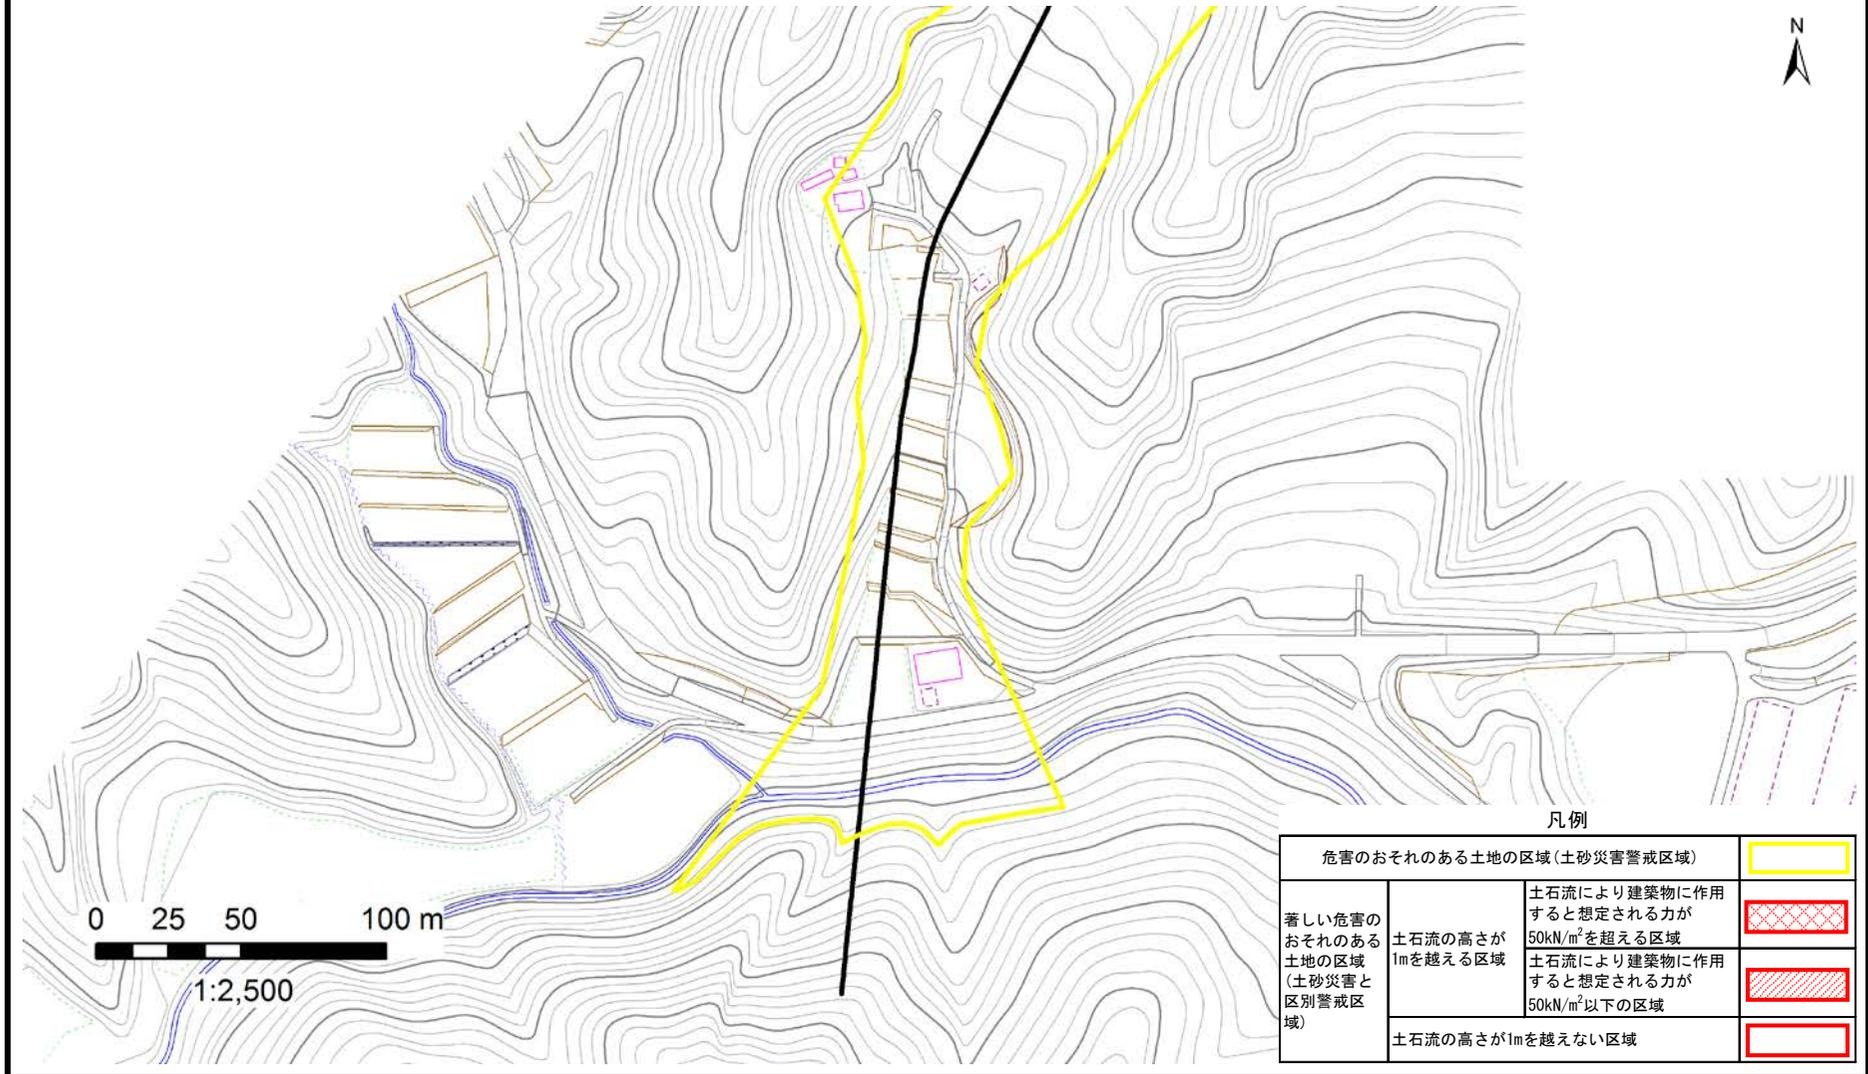 N
0 25 50 100 m
1:2,500
凡例
危害のおそれのある土地の区域(土砂災害警戒区域)
著しい危害の
おそれのある
土地の区域
(土砂災害と
区別警戒区
域)
土石流の高さが
1mを越える区域
土石流により建築物に作用
すると想定される力が
50kN/m²を超える区域
土石流により建築物に作用
すると想定される力が
50kN/m²以下の区域
土石流の高さが1mを越えない区域